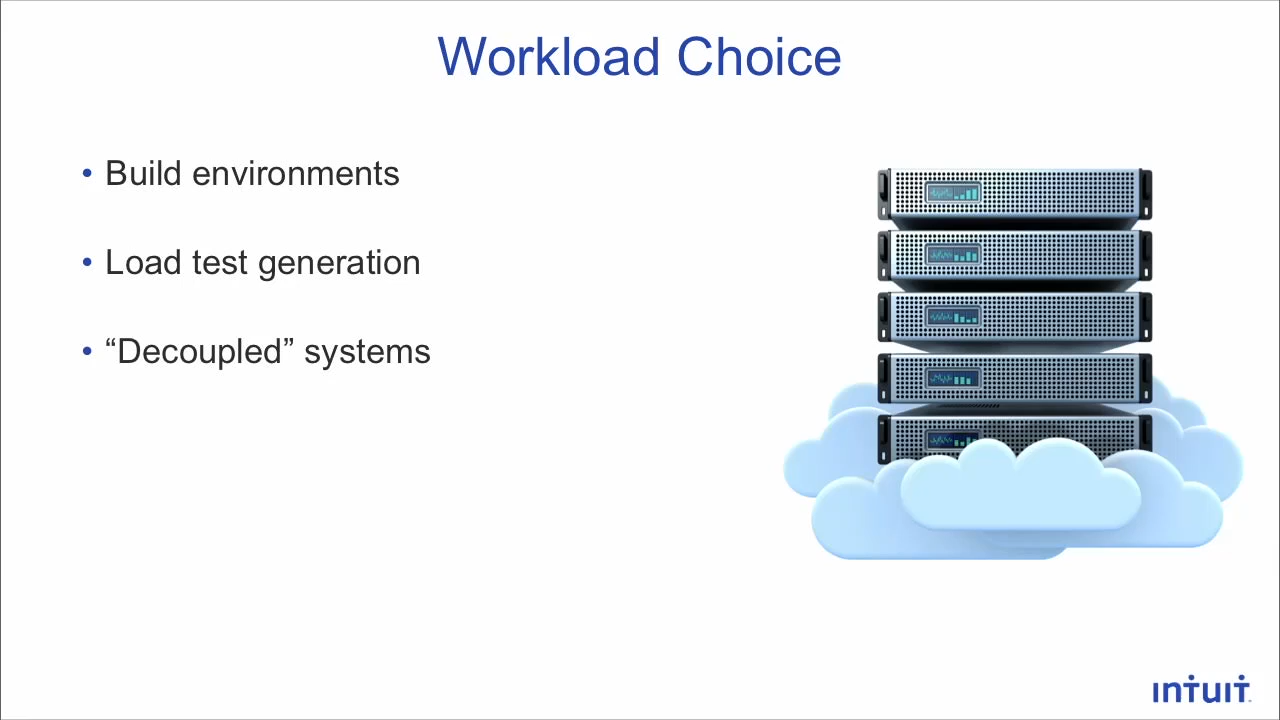 Workload Choice
• Build environments
• Load test generation
• “Decoupled” systems
INTUIT